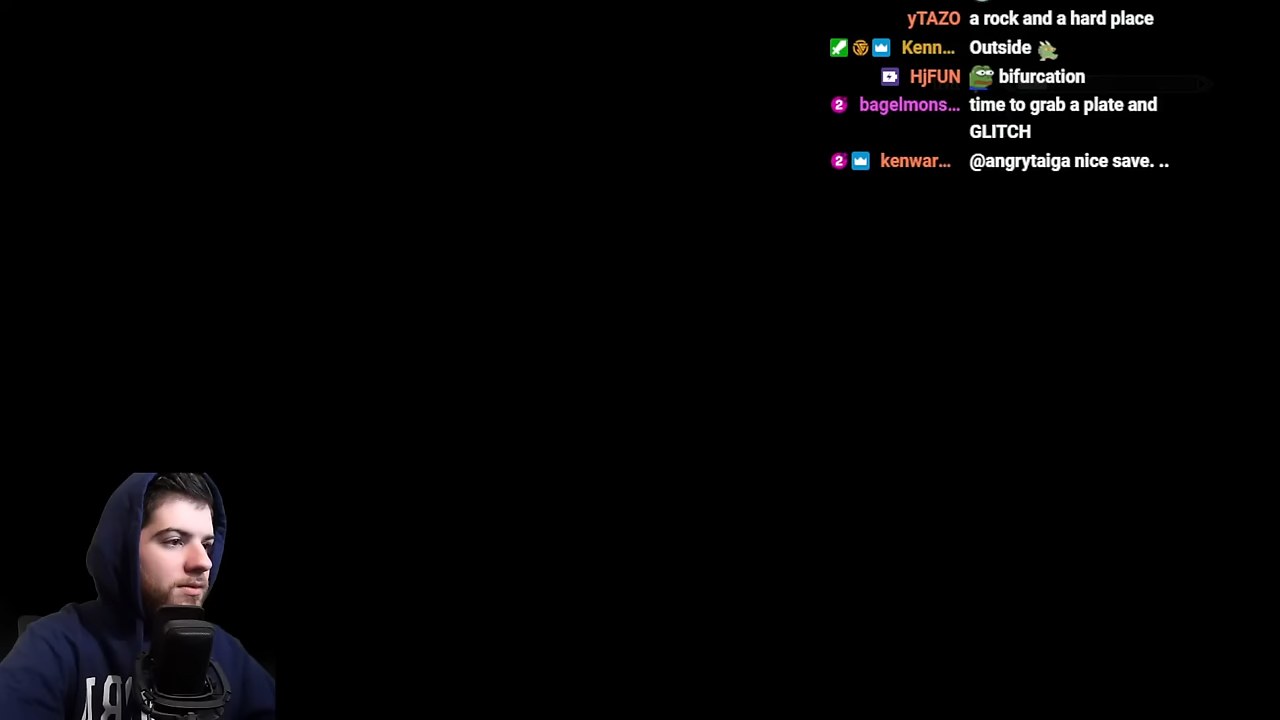 yTAZO a rock and a hard place
Kenn... Outside
HjFUN bifurcation
bagelmons... time to grab a plate and
GLITCH
kenwar... @angrytaiga nice save. ..